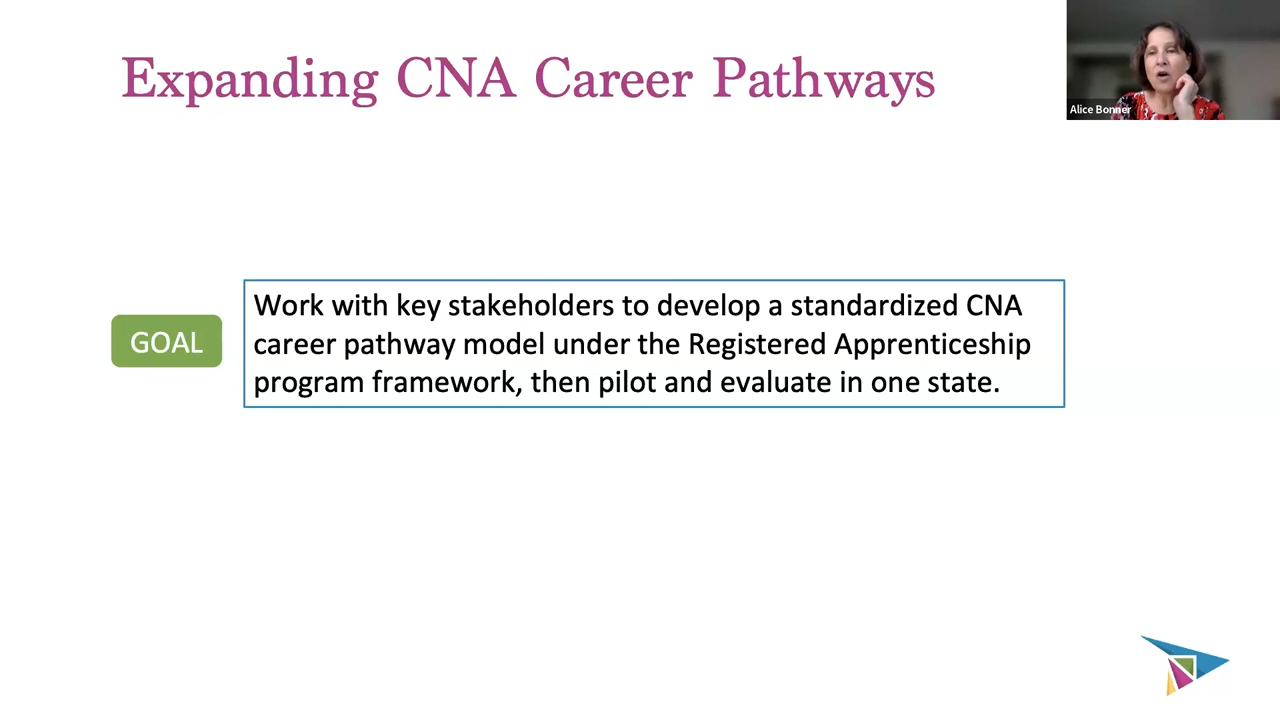 Expanding CNA Career Pathways
Alice Bonner
GOAL
Work with key stakeholders to develop a standardized CNA
career pathway model under the Registered Apprenticeship
program framework, then pilot and evaluate in one state.